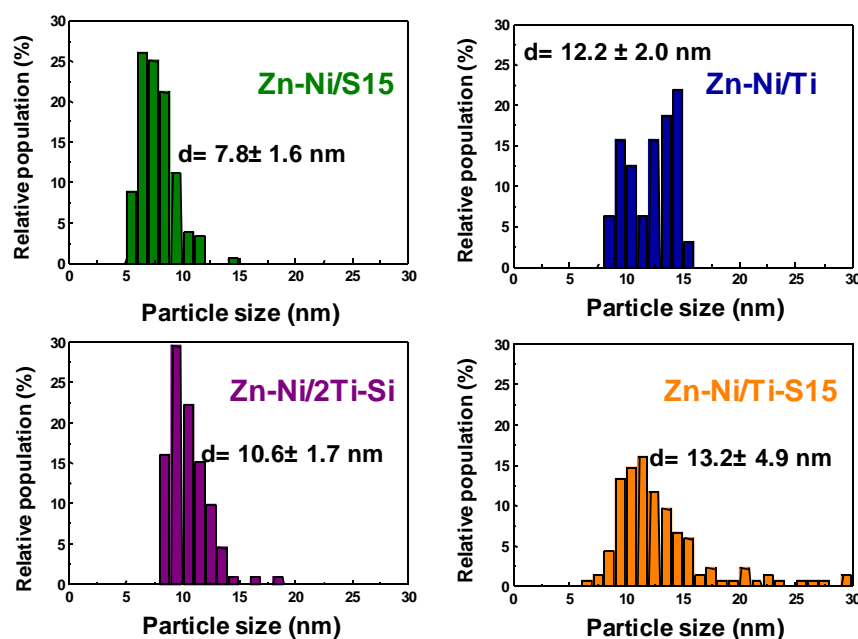 Relative population (%)
30
25
20
15
10
5
0
Zn-Ni/S15
d= 7.8± 1.6 nm
0 5 10 15 20 25 30
Particle size (nm)
Relative population (%)
30
25
20
15
10
5
0
d= 12.2 ± 2.0 nm
Zn-Ni/Ti
0 5 10 15 20 25 30
Particle size (nm)
Relative population (%)
30
25
20
15
10
5
0
Zn-Ni/2Ti-Si
d= 10.6± 1.7 nm
0 5 10 15 20 25 30
Particle size (nm)
Relative population (%)
30
25
20
15
10
5
0
Zn-Ni/Ti-S15
d= 13.2± 4.9 nm
0 5 10 15 20 25 30
Particle size (nm)